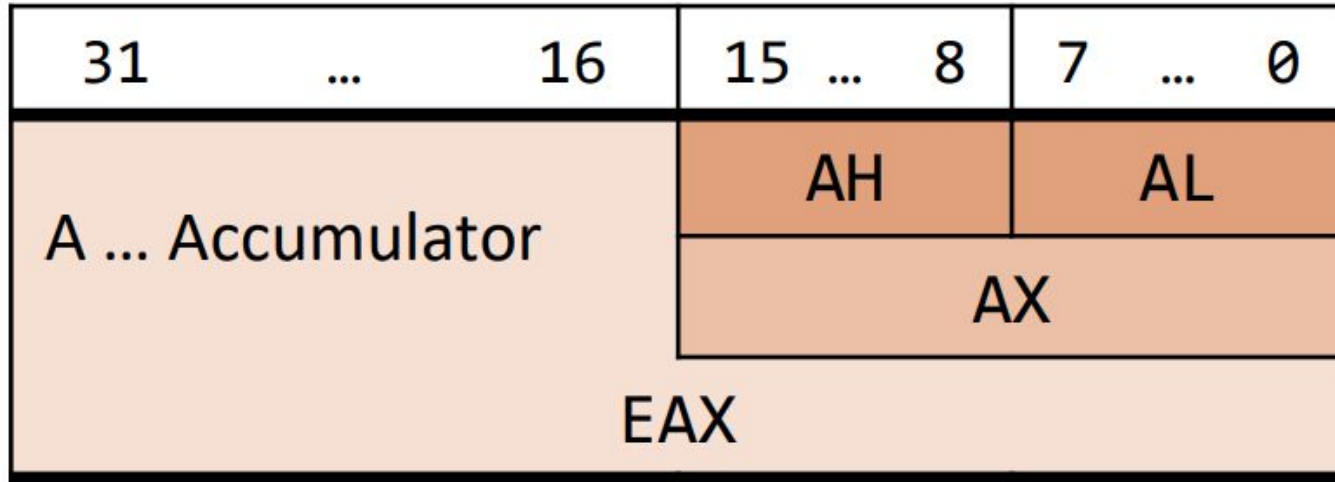 31 … 16 15 … 8 7 … 0
AH AL
A … Accumulator
AX
EAX